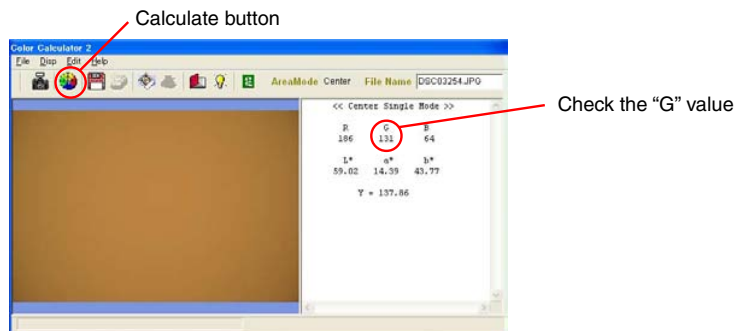 Calculate button
Color Calculator 2
File Disp Edit Help
AreaMode Center File Name DSC03254.JPG
<< Center Single Mode >>
Check the “G” value
R G B
186 131 64
L* a* b*
59.02 14.39 43.77
Y = 137.86